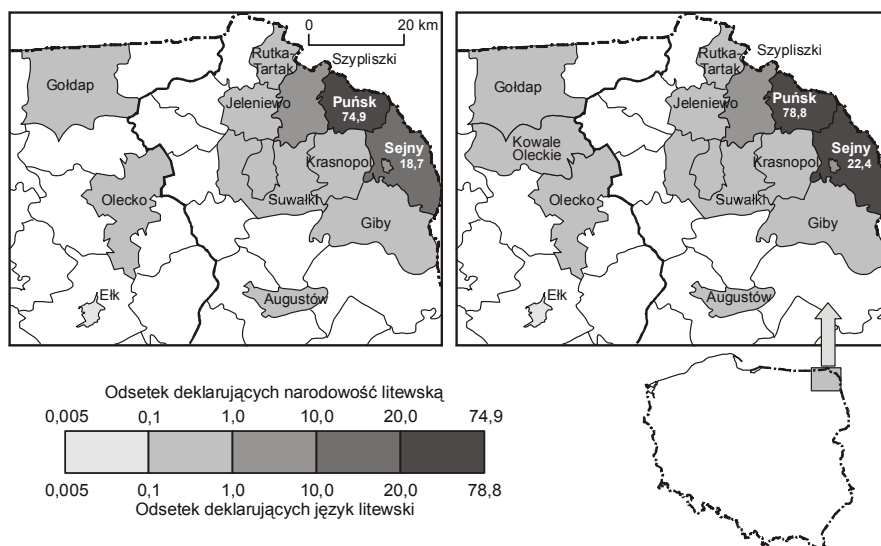 0 20 km
Szypliszki
Rutka-
Tartak
Gołdap
Jeleniewo
Puńsk
74,9
Sejny
18,7
Krasnopol
Olecko
Suwałki
Giby
Ełk
Augustów
Szypliszki
Rutka-
Tartak
Gołdap
Jeleniewo
Puńsk
78,8
Kowale
Oleckie
Sejny
22,4
Krasnopol
Olecko
Suwałki
Giby
Ełk
Augustów
Odsetek deklarujących narodowość litewską
0,005 0,1 1,0 10,0 20,0 74,9
0,005 0,1 1,0 10,0 20,0 78,8
Odsetek deklarujących język litewski